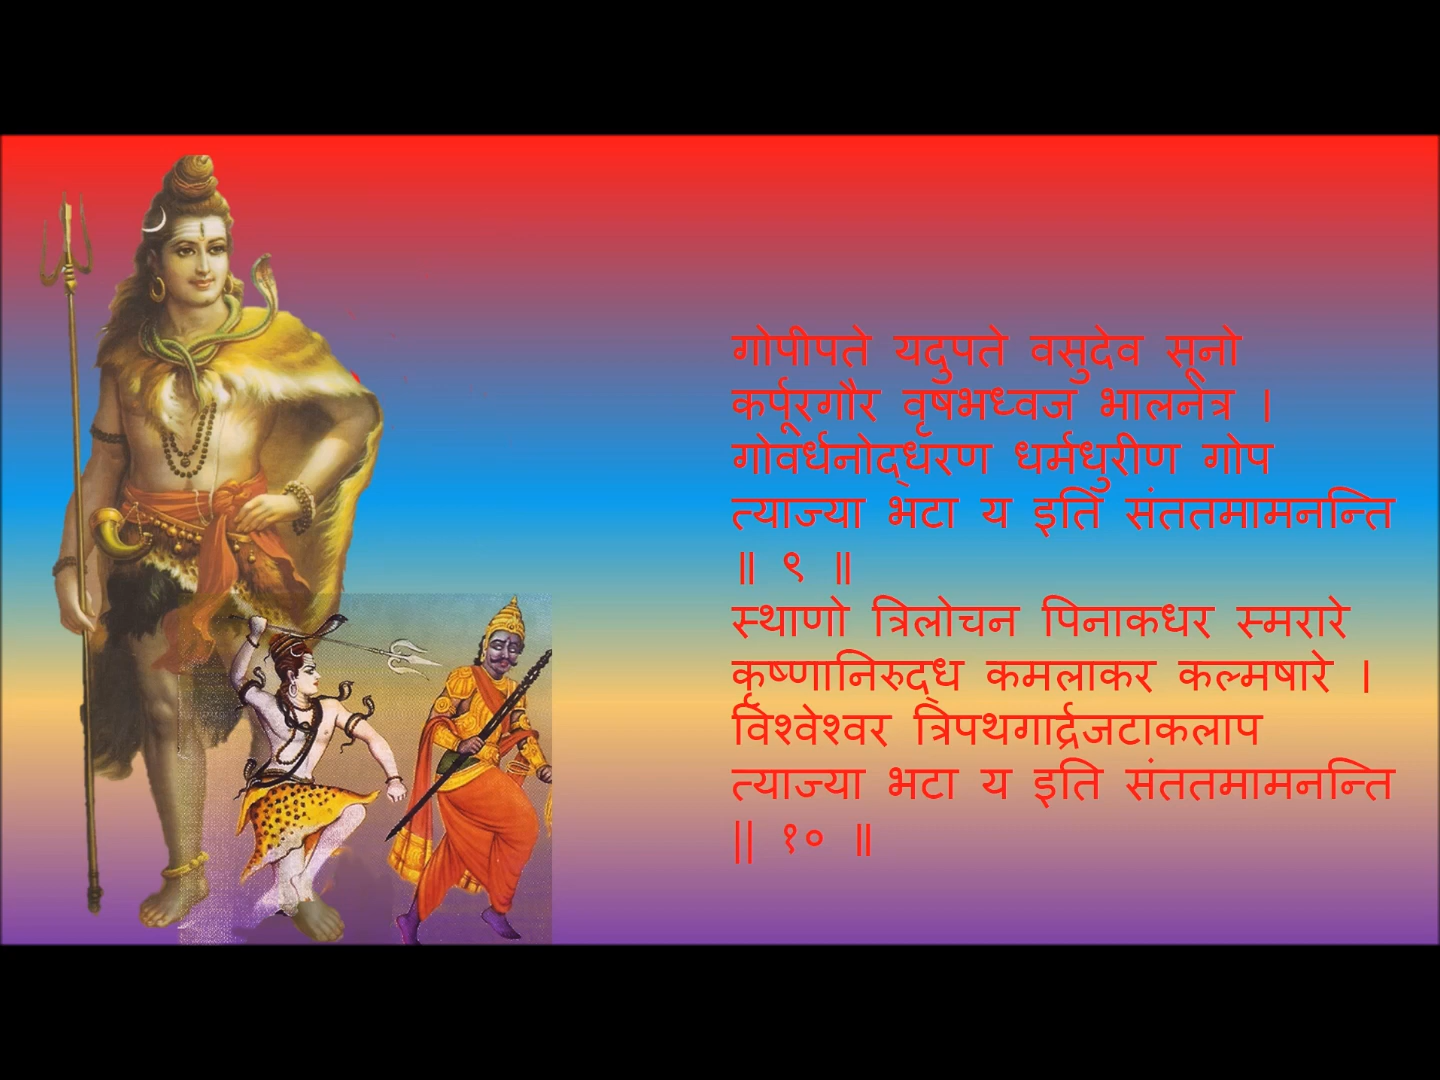 गोपीपते यदुपते वसुदेव सूनो
कर्पूरगौर वृषभध्वज भालनेत्र ।
गोवर्धनोद्धरण धर्मधुरीण गोप
त्याज्या भटा य इति संततमामनन्ति
॥ ९ ॥
स्थाणो त्रिलोचन पिनाकधर स्मरारे
कृष्णानिरुद्ध कमलाकर कल्मषारे ।
विश्वेश्वर त्रिपथगार्द्रजटाकलाप
त्याज्या भटा य इति संततमामनन्ति
|| १० ॥